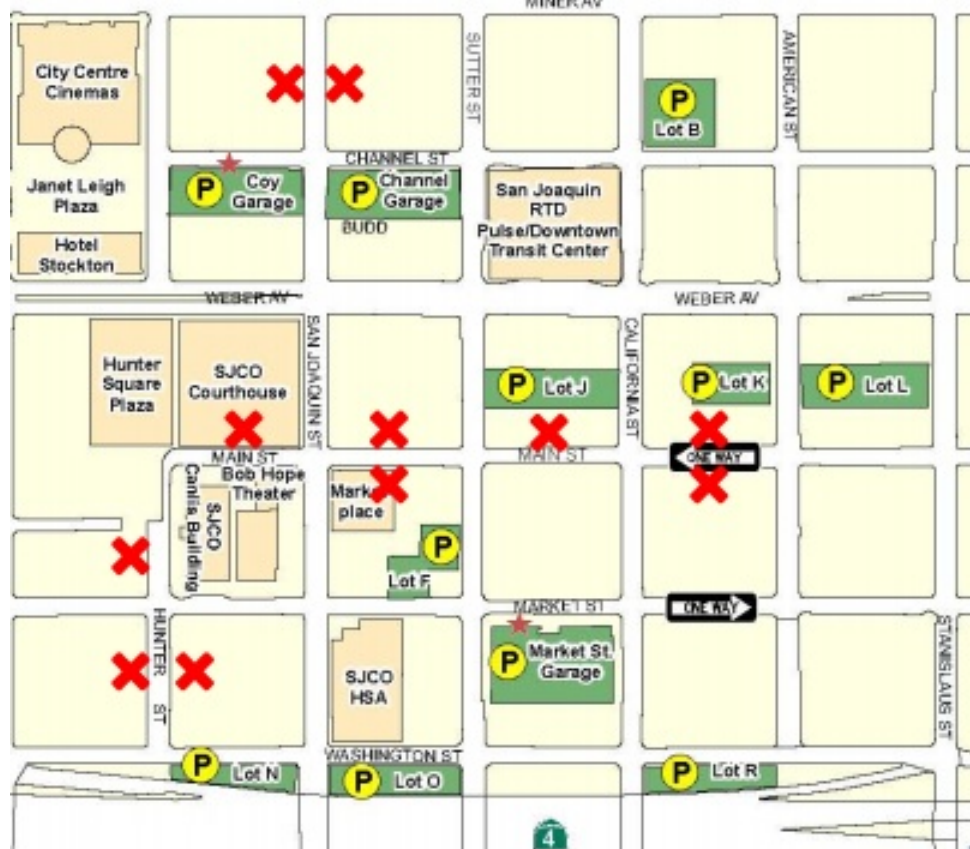 MINER AV
City Centre
Cinemas
SUTTER ST
AMERICAN ST
P
Lot B
CHANNEL ST
Janet Leigh
Plaza
P
Coy
Garage
P
Channel
Garage
San Joaquin
RTD
Pulse/Downtown
Transit Center
BUDD
Hotel
Stockton
WEBER AV
WEBER AV
Hunter
Square
Plaza
SJCO
Courthouse
SAN JOAQUIN ST
P
Lot J
CALIFORNIA ST
P
Lot K
P
Lot L
MAIN ST
MAIN ST
ONE WAY
Bob Hope
Theater
Canlis Building
SJCO
place
P
Lot F
MARKET ST
ONE WAY
HUNTER ST
SJCO
HSA
P
Market St.
Garage
STANISLAUS ST
WASHINGTON ST
P
Lot N
P
Lot O
P
Lot R
4